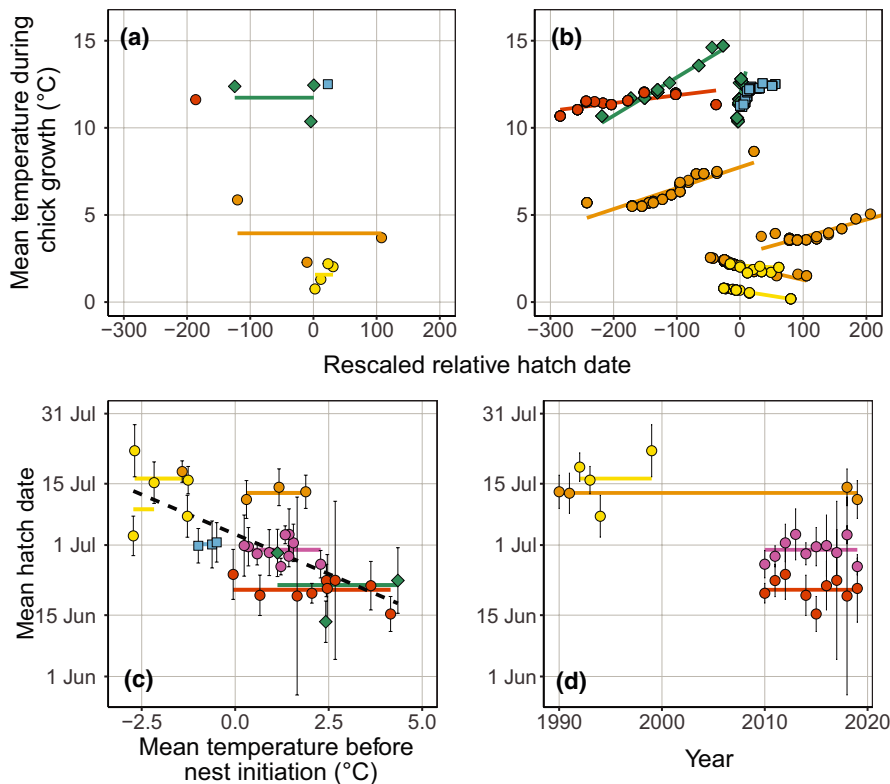 (a)
(b)
Mean temperature during
chick growth (°C)
15
10
5
0
15
10
5
0
−300 −200 −100 0 100 200
−300 −200 −100 0 100 200
Rescaled relative hatch date
Mean hatch date
31 Jul
15 Jul
1 Jul
15 Jun
1 Jun
31 Jul
15 Jul
1 Jul
15 Jun
1 Jun
(c)
(d)
−2.5 0.0 2.5 5.0
1990 2000 2010 2020
Mean temperature before
nest initiation (°C)
Year